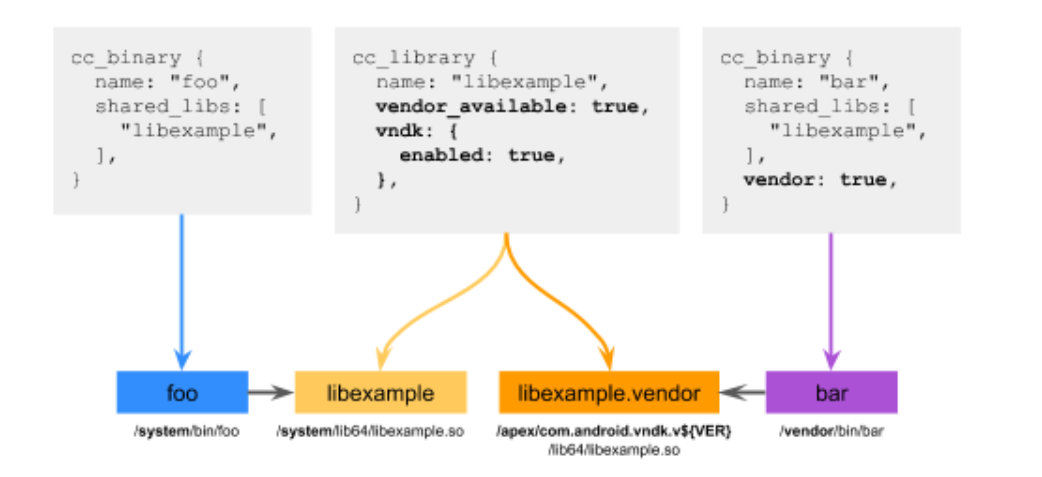 cc_binary {
  name: "foo",
  shared_libs: [
    "libexample",
  ],
}
cc_library {
  name: "libexample",
  vendor_available: true,
  vndk: {
    enabled: true,
  },
}
cc_binary {
  name: "bar",
  shared_libs: [
    "libexample",
  ],
  vendor: true,
}
foo
libexample
libexample.vendor
bar
/system/bin/foo
/system/lib64/libexample.so
/apex/com.android.vndk.v${VER}
/lib64/libexample.so
/vendor/bin/bar